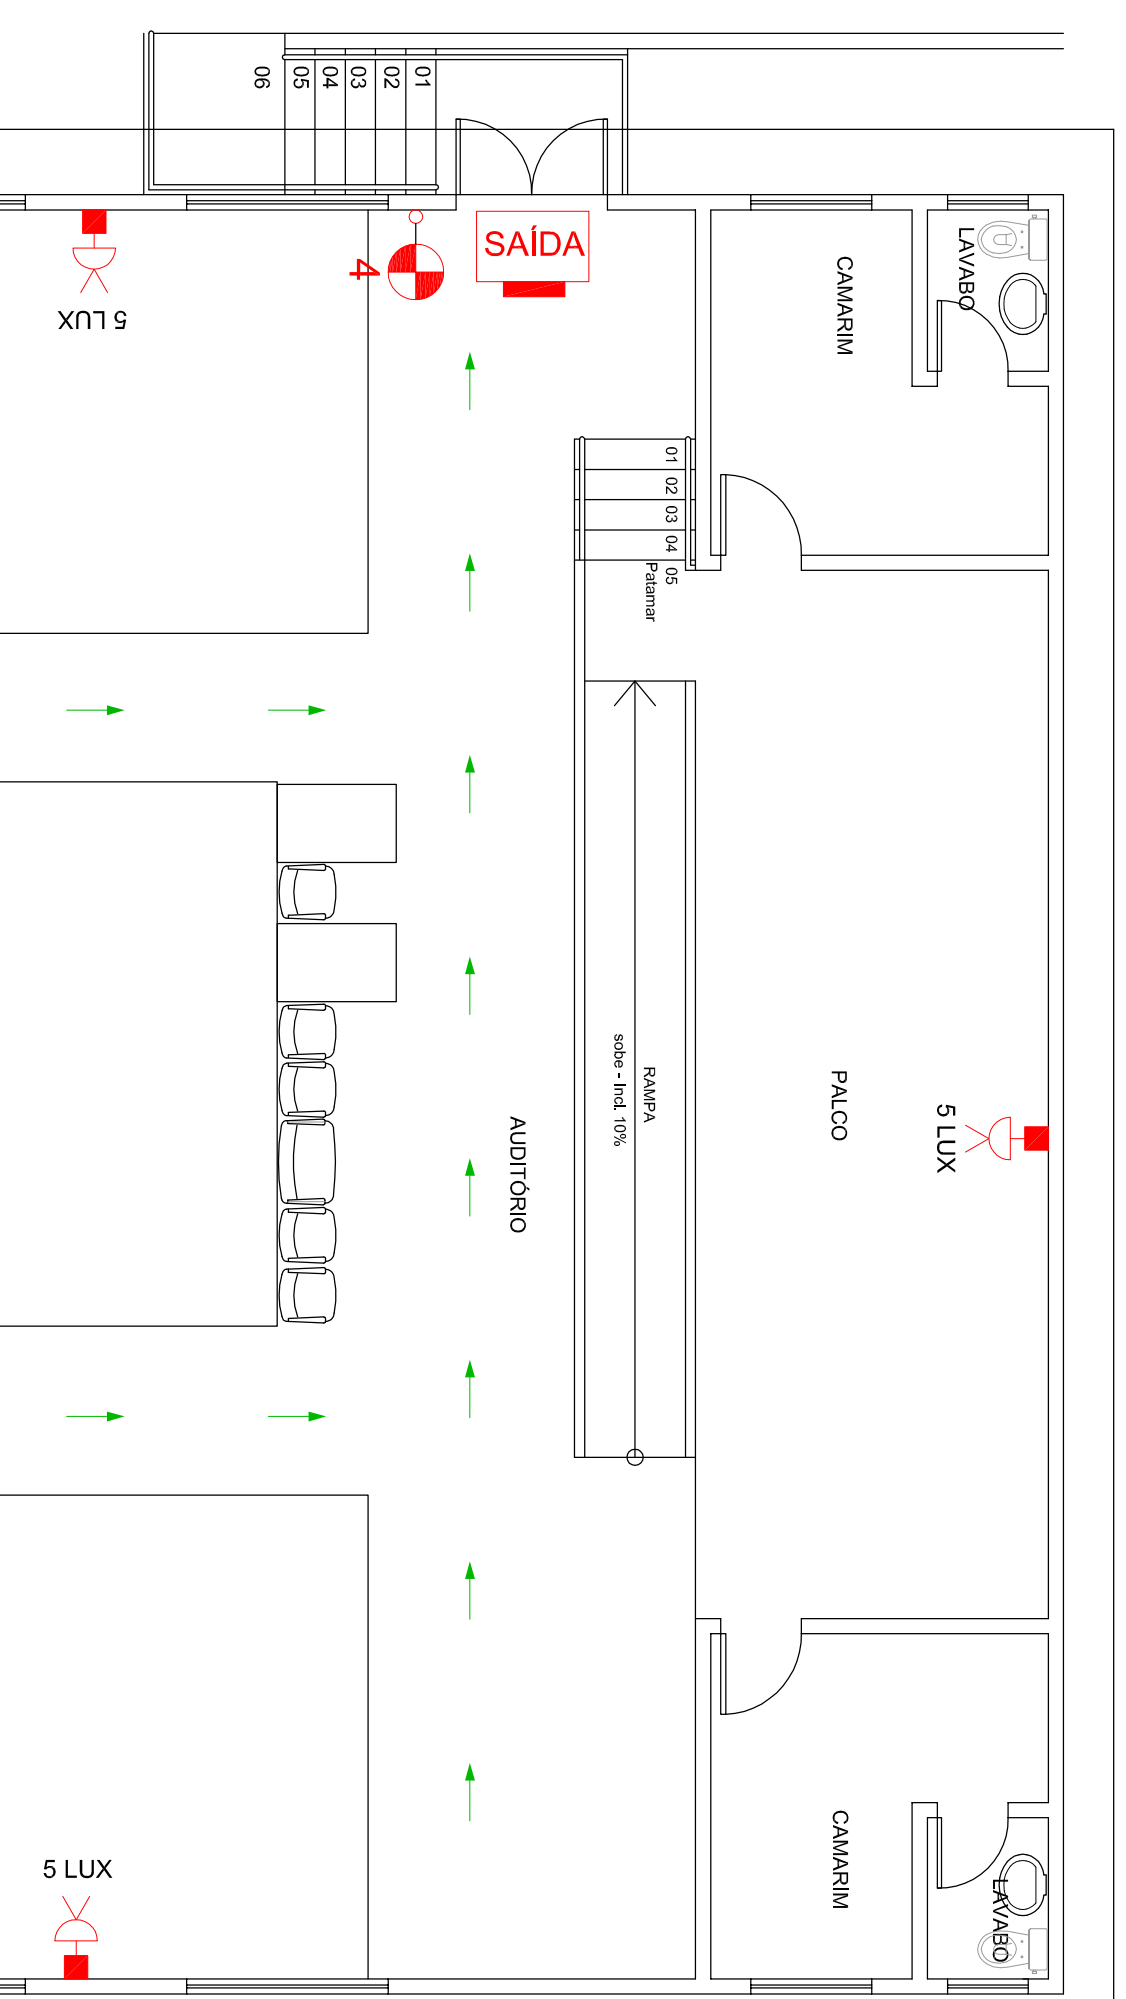 06
05
04
03
02
01
SAÍDA
4
5 LUX
LAVABO
CAMARIM
01
02
03
04
05
Patamar
RAMPA
sobe - Incl. 10%
AUDITÓRIO
PALCO
5 LUX
CAMARIM
LAVABO
5 LUX